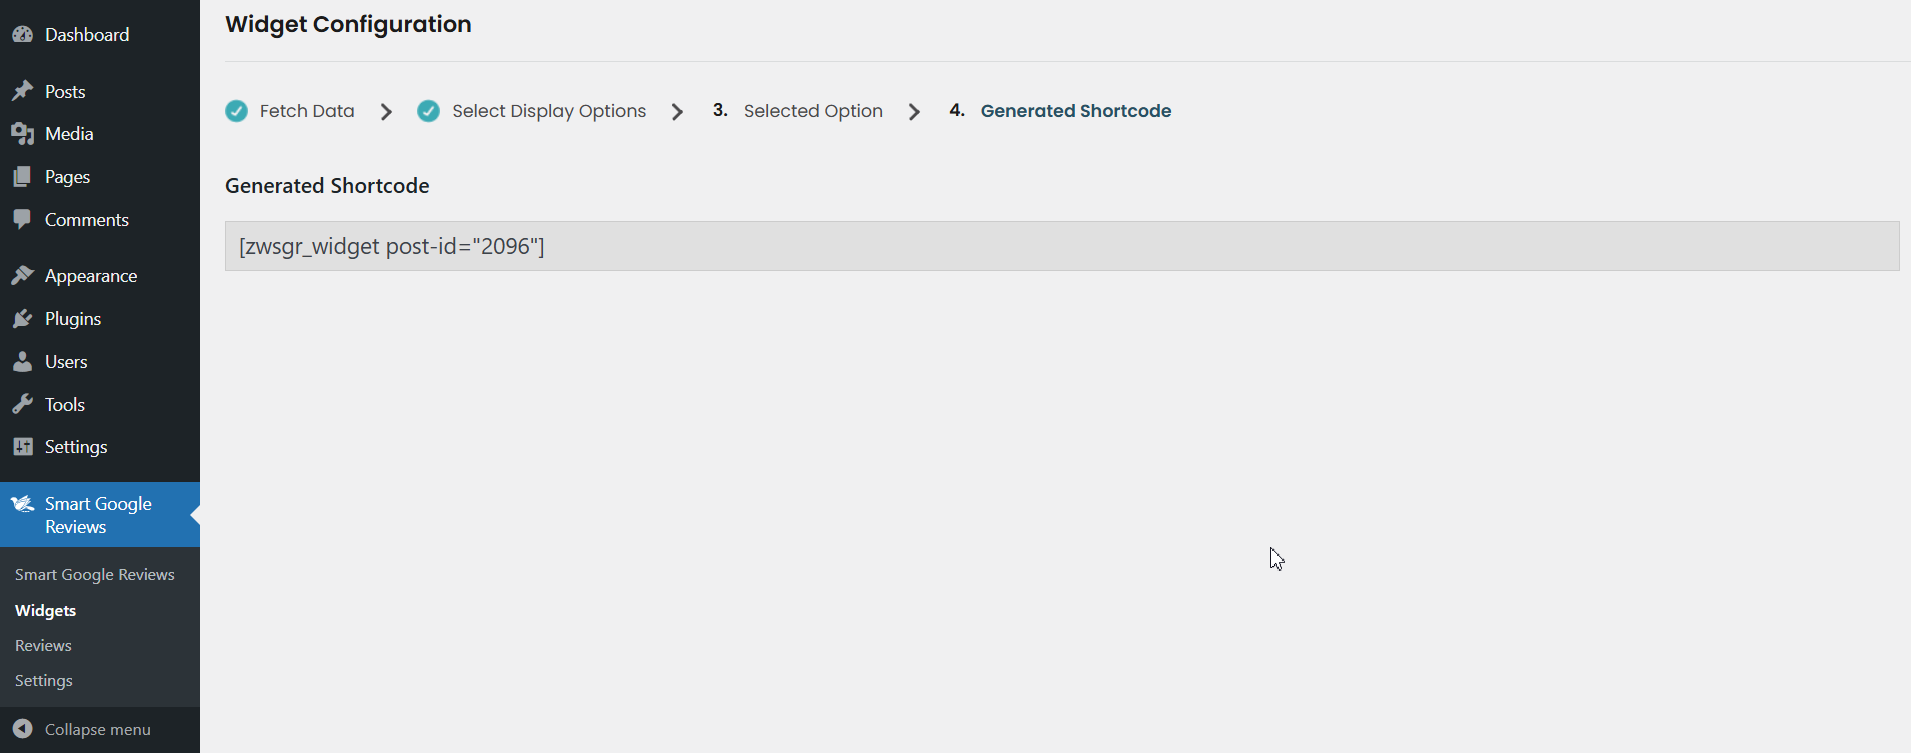 Dashboard
Posts
Media
Pages
Comments
Appearance
Plugins
Users
Tools
Settings
Smart Google
Reviews
Smart Google Reviews
Widgets
Reviews
Settings
Collapse menu
Widget Configuration
Fetch Data
Select Display Options
3. Selected Option
4. Generated Shortcode
Generated Shortcode
[zwsgr_widget post-id="2096"]